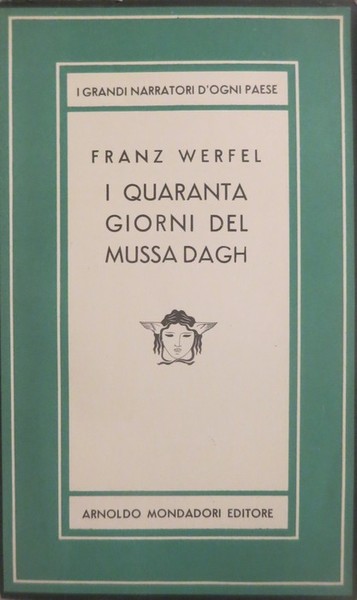 I GRANDI NARRATORI D'OGNI PAESE
FRANZ WERFEL
I QUARANTA
GIORNI DEL
MUSSA DAGH
ARNOLDO MONDADORI EDITORE